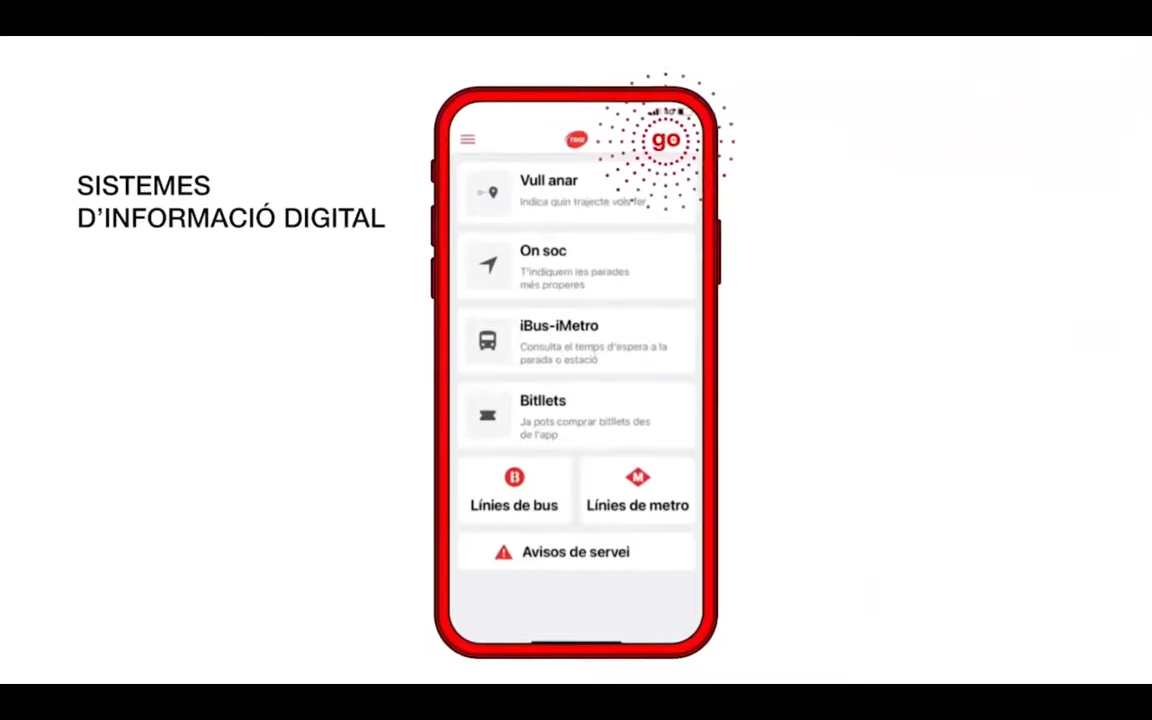 SISTEMES
D'INFORMACIÓ DIGITAL
TMB
go
Vull anar
Indica quin trajecte vols fer
On soc
T'indiquem les parades
més properes
iBus-iMetro
Consulta el temps d'espera a la
parada o estació
Bitllets
Ja pots comprar bitllets des
de l'app
B
M
Línies de bus
Línies de metro
Avisos de servei